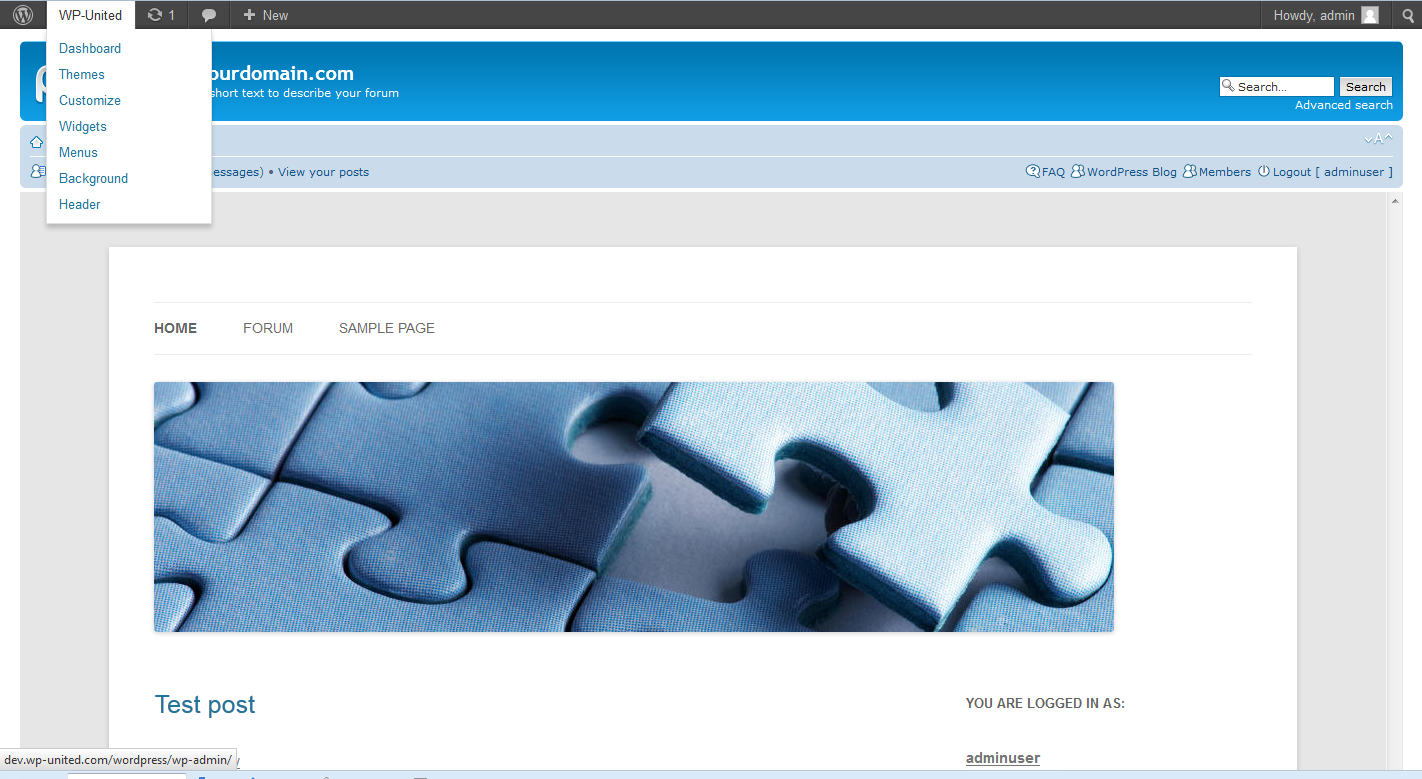 WP-United 1 New Howdy, admin
Dashboard
Themes
Customize
Widgets
Menus
Background
Header
ourdomain.com
short text to describe your forum
Search... Search
Advanced search
A
essages) • View your posts FAQ WordPress Blog Members Logout [ adminuser ]
HOME FORUM SAMPLE PAGE
Test post YOU ARE LOGGED IN AS:
adminuser
dev.wp-united.com/wordpress/wp-admin/